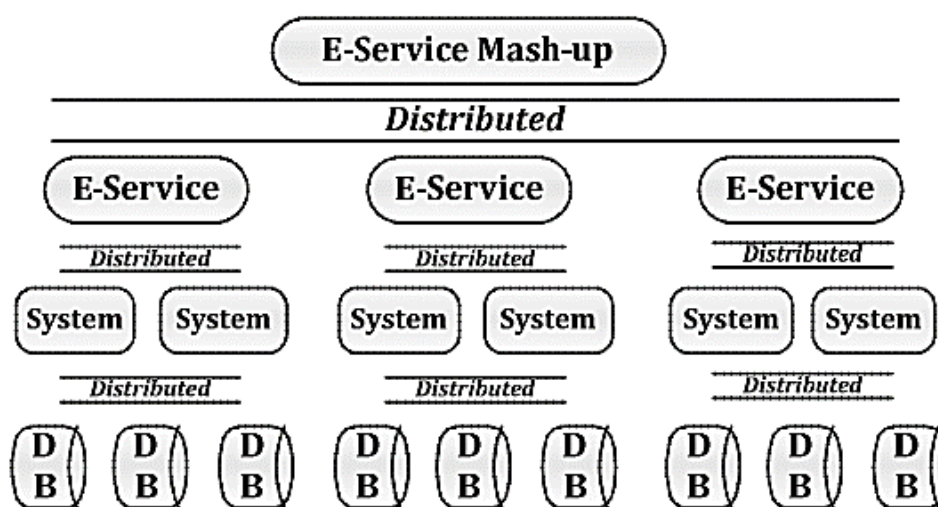 E-Service Mash-up
Distributed
E-Service E-Service E-Service
Distributed Distributed Distributed
System System System System System System
Distributed Distributed Distributed
D D D D D D D D D
B B B B B B B B B